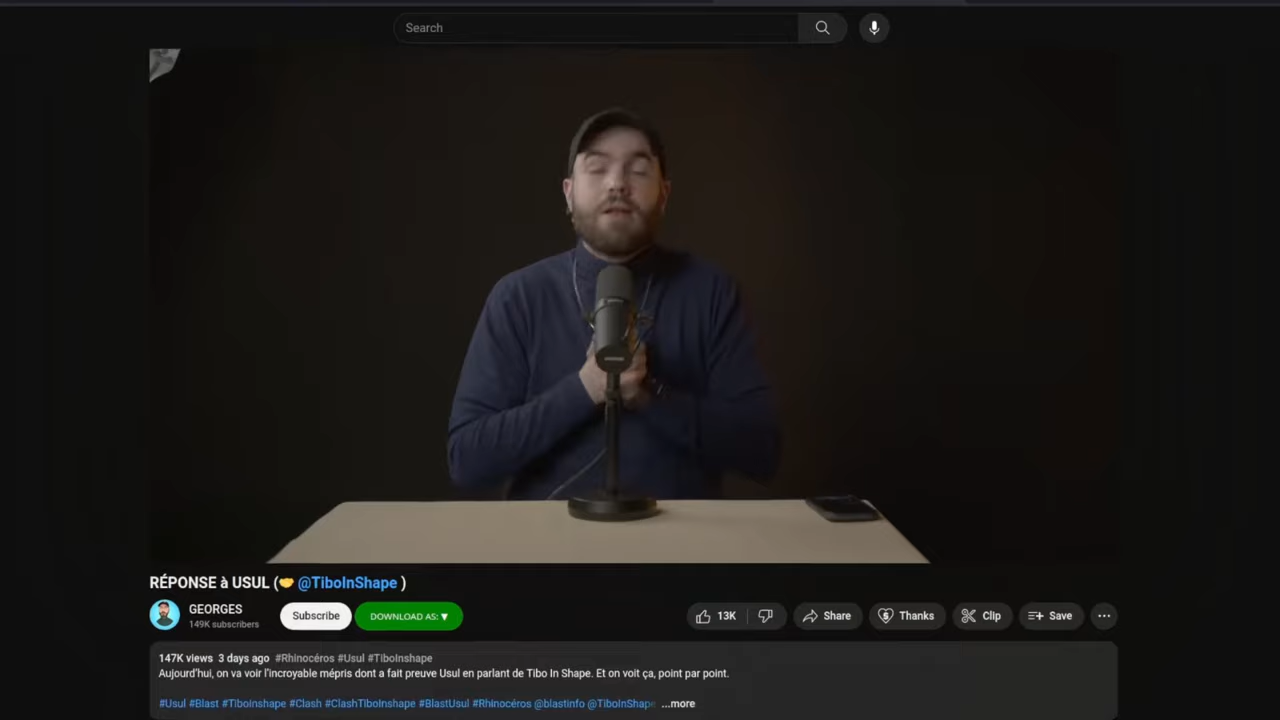 Search
RÉPONSE à USUL (🤝 @TiboInShape )
GEORGES
149K subscribers
Subscribe
DOWNLOAD AS: ▼
13K
Share
Thanks
Clip
Save
147K views 3 days ago #Rhinocéros #Usul #TiboInshape
Aujourd'hui, on va voir l'incroyable mépris dont a fait preuve Usul en parlant de Tibo In Shape. Et on voit ça, point par point.
#Usul #Blast #TiboInshape #Clash #ClashTiboInshape #BlastUsul #Rhinocéros @blastinfo @TiboInShape ...more